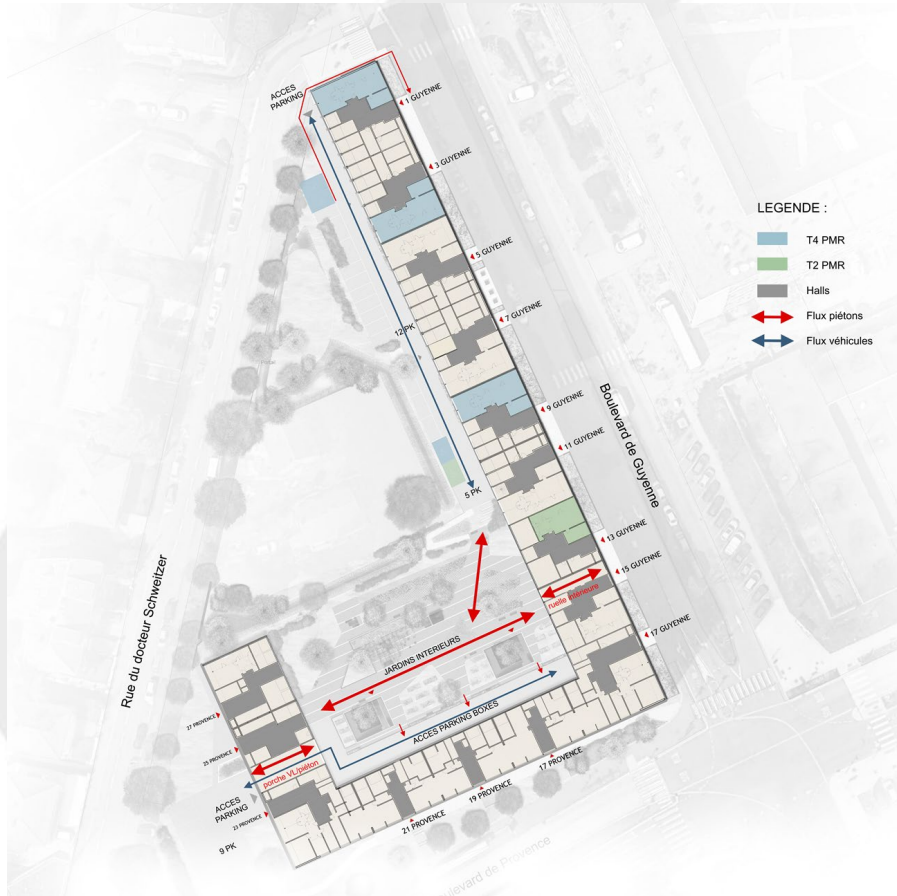 ACCES
PARKING
1 GUYENNE
3 GUYENNE
5 GUYENNE
7 GUYENNE
12 PK
9 GUYENNE
11 GUYENNE
5 PK
13 GUYENNE
15 GUYENNE
17 GUYENNE
Boulevard de Guyenne
LEGENDE :
T4 PMR
T2 PMR
Halls
Flux piétons
Flux véhicules
Rue du docteur Schweitzer
ruelle intérieure
JARDINS INTERIEURS
ACCES PARKING BOXES
27 PROVENCE
25 PROVENCE
porche VL/piéton
ACCES
PARKING
23 PROVENCE
9 PK
21 PROVENCE
19 PROVENCE
17 PROVENCE
Boulevard de Provence